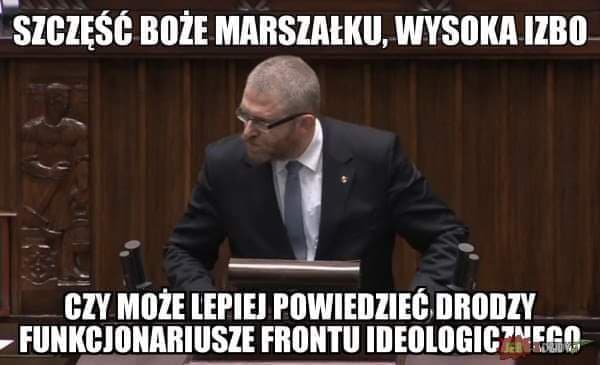 SZCZĘŚĆ BOŻE MARSZAŁKU, WYSOKA IZBO
CZY MOŻE LEPIEJ POWIEDZIEĆ DRODZY
FUNKCJONARIUSZE FRONTU IDEOLOGICZNEGO